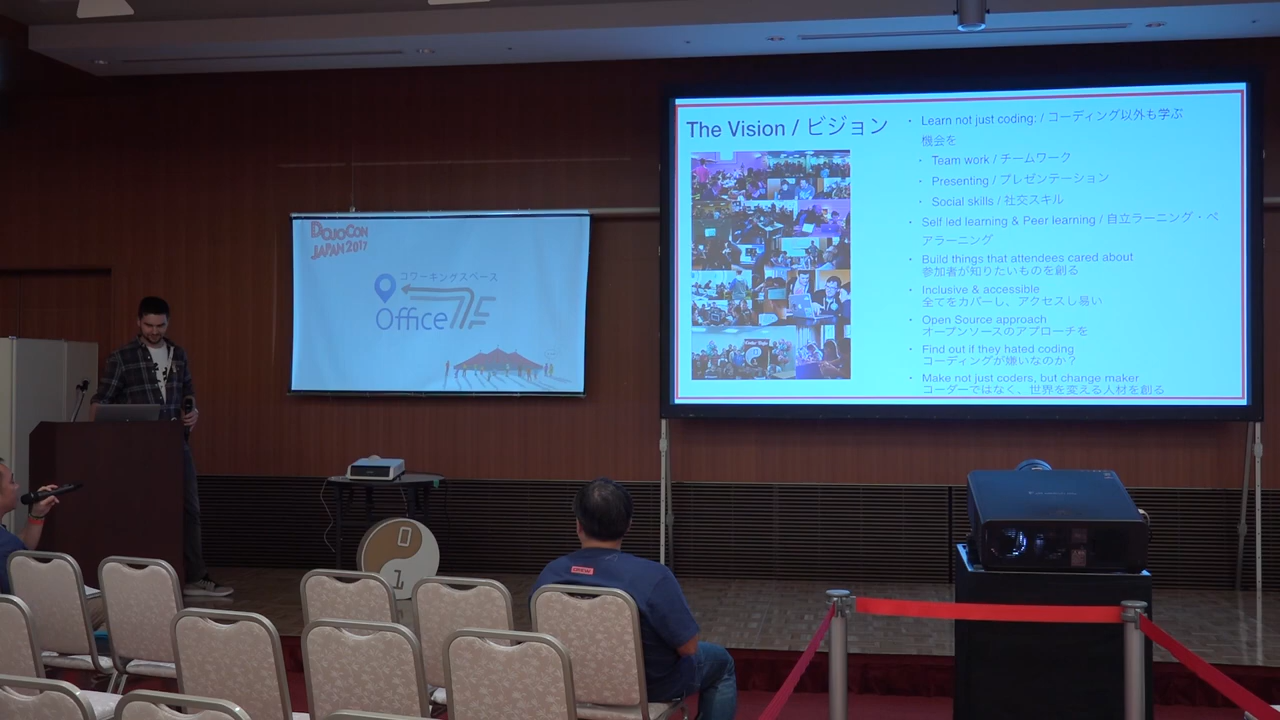 DOJOCON
JAPAN 2017
コワーキングスペース
Office
The Vision / ビジョン
• Learn not just coding: / コーディング以外も学ぶ
機会を
• Team work / チームワーク
• Presenting / プレゼンテーション
• Social skills / 社交スキル
• Self led learning & Peer learning / 自立ラーニング・ペ
アラーニング
• Build things that attendees cared about
参加者が知りたいものを創る
• Inclusive & accessible
全てをカバーし、アクセスし易い
• Open Source approach
オープンソースのアプローチを
• Find out if they hated coding
コーディングが嫌いなのか？
• Make not just coders, but change maker
コーダーではなく、世界を変える人材を創る
0
1